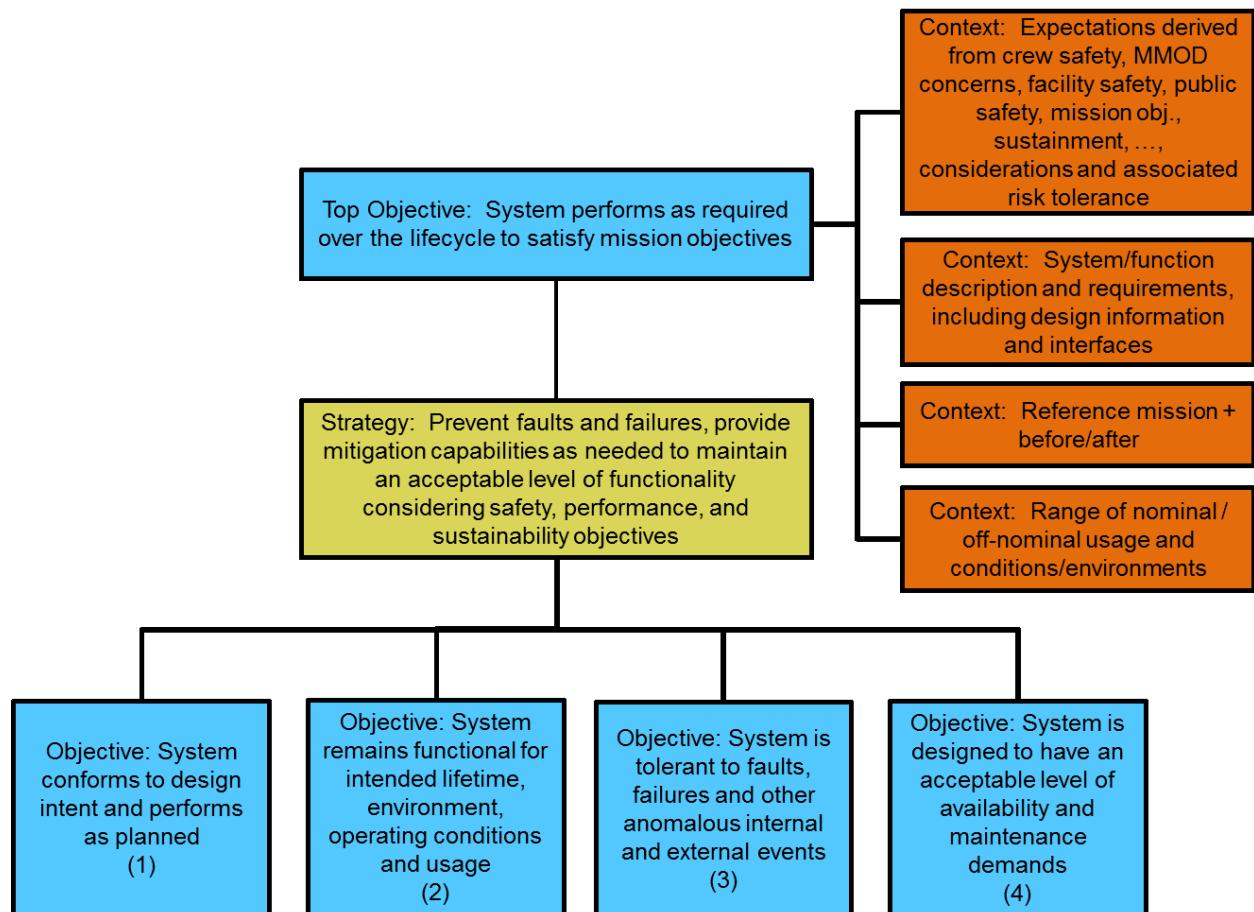 Context:  Expectations derived
from crew safety, MMOD
concerns, facility safety, public
safety, mission obj.,
sustainment, …,
considerations and associated
risk tolerance
Top Objective:  System performs as required
over the lifecycle to satisfy mission objectives
Context:  System/function
description and requirements,
including design information
and interfaces
Context:  Reference mission +
before/after
Context:  Range of nominal /
off-nominal usage and
conditions/environments
Strategy:  Prevent faults and failures, provide
mitigation capabilities as needed to maintain
an acceptable level of functionality
considering safety, performance, and
sustainability objectives
Objective: System
conforms to design
intent and performs
as planned
(1)
Objective: System
remains functional for
intended lifetime,
environment,
operating conditions
and usage
(2)
Objective: System is
tolerant to faults,
failures and other
anomalous internal
and external events
(3)
Objective: System is
designed to have an
acceptable level of
availability and
maintenance
demands
(4)